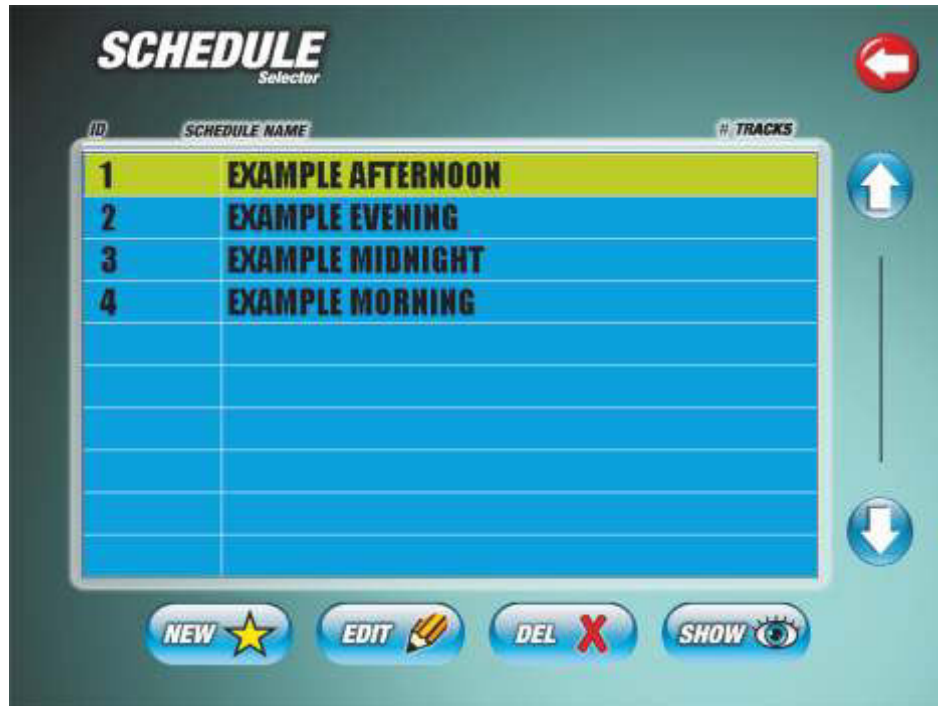 SCHEDULE
Selector
ID SCHEDULE NAME # TRACKS
1 EXAMPLE AFTERNOON
2 EXAMPLE EVENING
3 EXAMPLE MIDNIGHT
4 EXAMPLE MORNING
NEW EDIT DEL SHOW